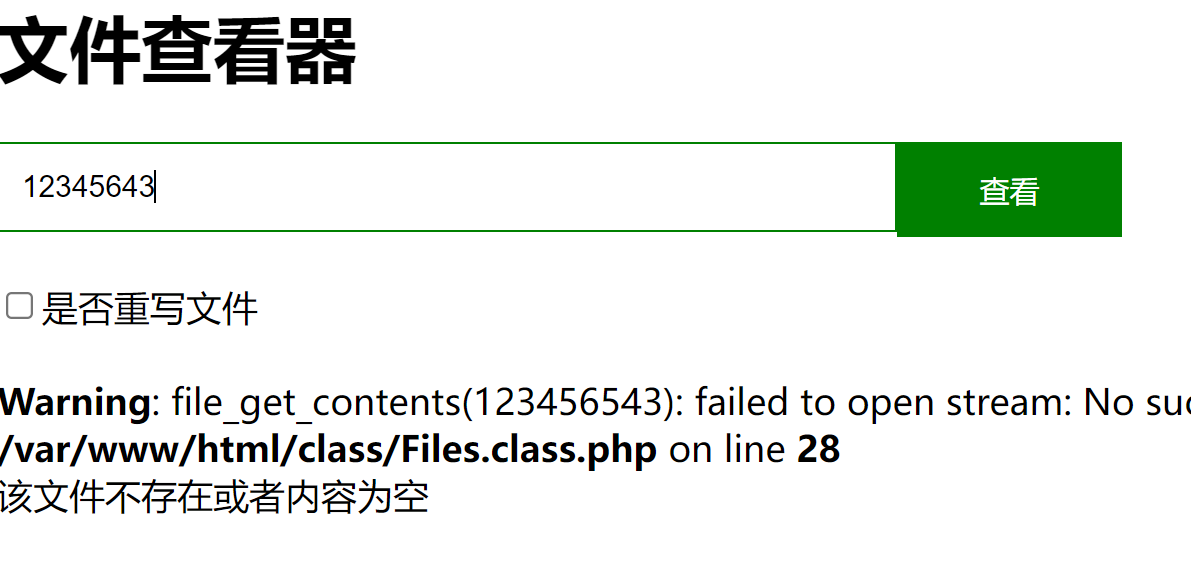 文件查看器
12345643
查看
是否重写文件
Warning: file_get_contents(123456543): failed to open stream: No suc
/var/www/html/class/Files.class.php on line 28
该文件不存在或者内容为空